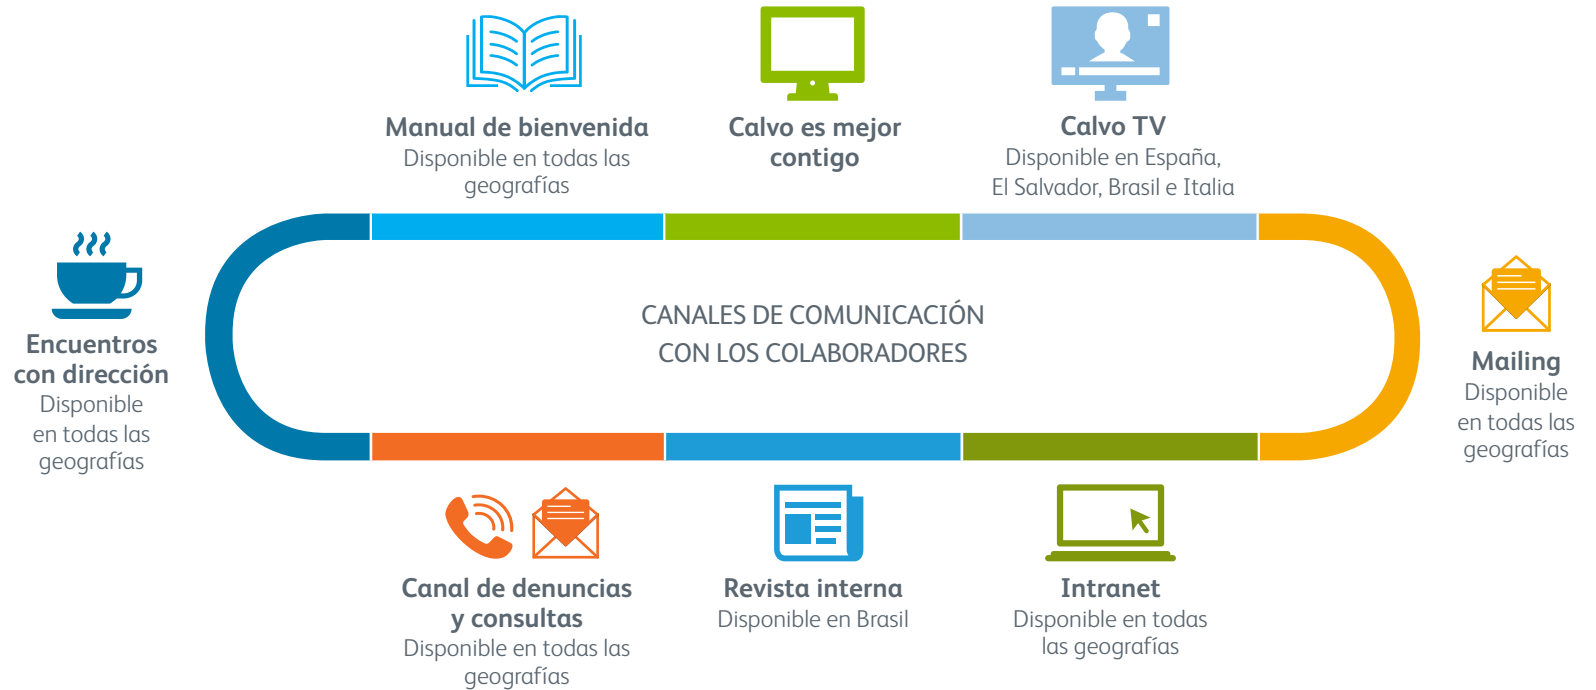 Manual de bienvenida
Disponible en todas las
geografías
Calvo es mejor
contigo
Calvo TV
Disponible en España,
El Salvador, Brasil e Italia
Encuentros
con dirección
Disponible
en todas las
geografías
CANALES DE COMUNICACIÓN
CON LOS COLABORADORES
Mailing
Disponible
en todas las
geografías
Canal de denuncias
y consultas
Disponible en todas las
geografías
Revista interna
Disponible en Brasil
Intranet
Disponible en todas
las geografías